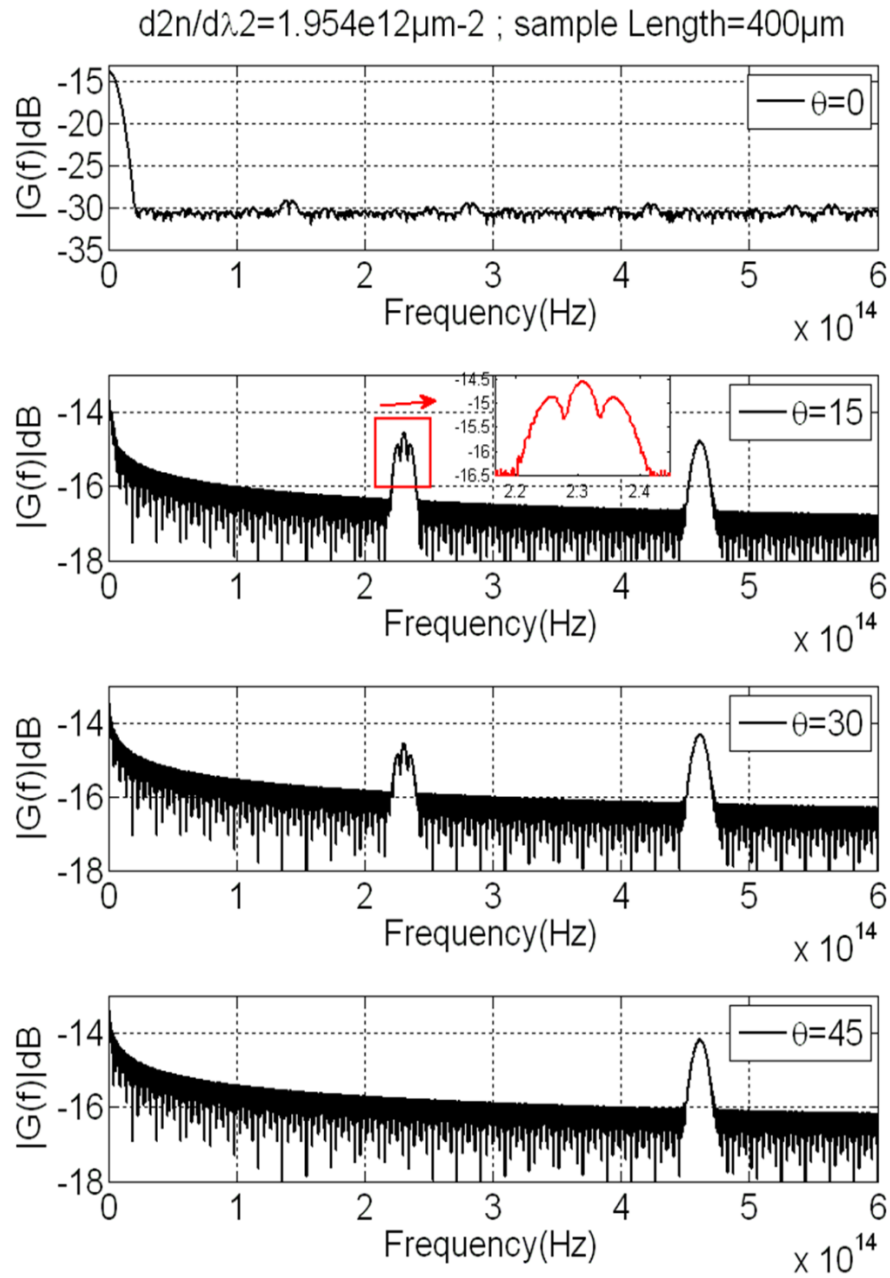 d2n/dλ2=1.954e12µm-2 ; sample Length=400µm
|G(f)|dB
-15
-20
-25
-30
-35
θ=0
0 1 2 3 4 5 6
Frequency(Hz)
x 10^14
|G(f)|dB
-14
-16
-18
-14.5
-15
-15.5
-16
-16.5
2.2 2.3 2.4
θ=15
0 1 2 3 4 5 6
Frequency(Hz)
x 10^14
|G(f)|dB
-14
-16
-18
θ=30
0 1 2 3 4 5 6
Frequency(Hz)
x 10^14
|G(f)|dB
-14
-16
-18
θ=45
0 1 2 3 4 5 6
Frequency(Hz)
x 10^14